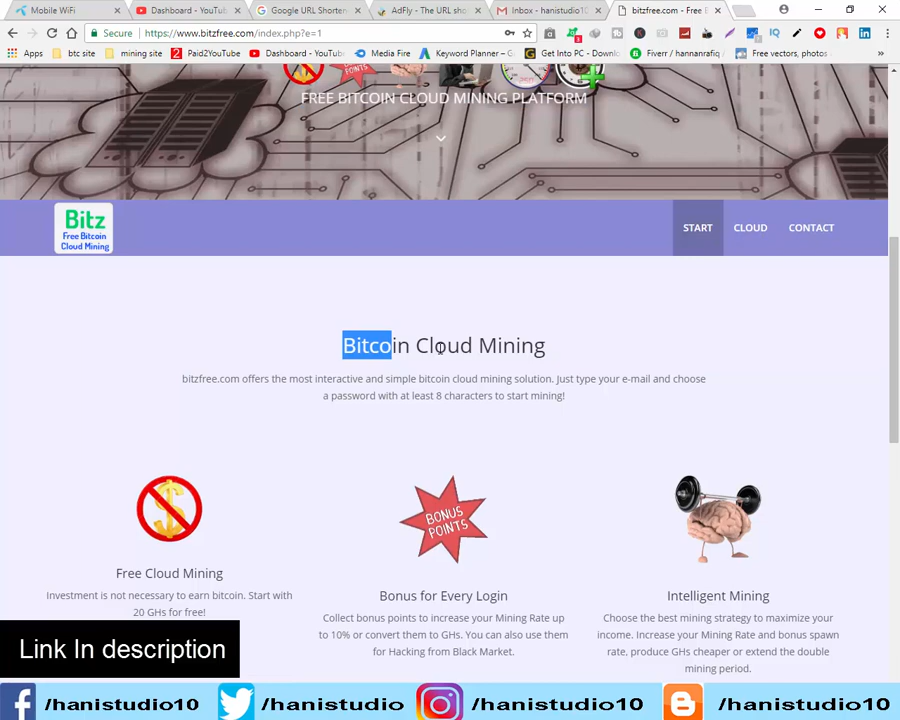 Mobile WiFi
Dashboard - YouTu
Google URL Shorten
AdFly - The URL sho
Inbox - hanistudio10
bitzfree.com - Free
Secure
https://www.bitzfree.com/index.php?e=1
Apps
btc site
mining site
Paid2YouTube
Dashboard - YouTu
Media Fire
Keyword Planner – G
Get Into PC - Downlo
Fiverr / hannanrafiq /
Free vectors, photos
FREE BITCOIN CLOUD MINING PLATFORM
Bitz
Free Bitcoin
Cloud Mining
START
CLOUD
CONTACT
Bitcoin Cloud Mining
bitzfree.com offers the most interactive and simple bitcoin cloud mining solution. Just type your e-mail and choose
a password with at least 8 characters to start mining!
BONUS
POINTS
Free Cloud Mining
Investment is not necessary to earn bitcoin. Start with
20 GHs for free!
Bonus for Every Login
Collect bonus points to increase your Mining Rate up
to 10% or convert them to GHs. You can also use them
for Hacking from Black Market.
Intelligent Mining
Choose the best mining strategy to maximize your
income. Increase your Mining Rate and bonus spawn
rate, produce GHs cheaper or extend the double
mining period.
Link In description
/hanistudio10
/hanistudio
/hanistudio10
/hanistudio10